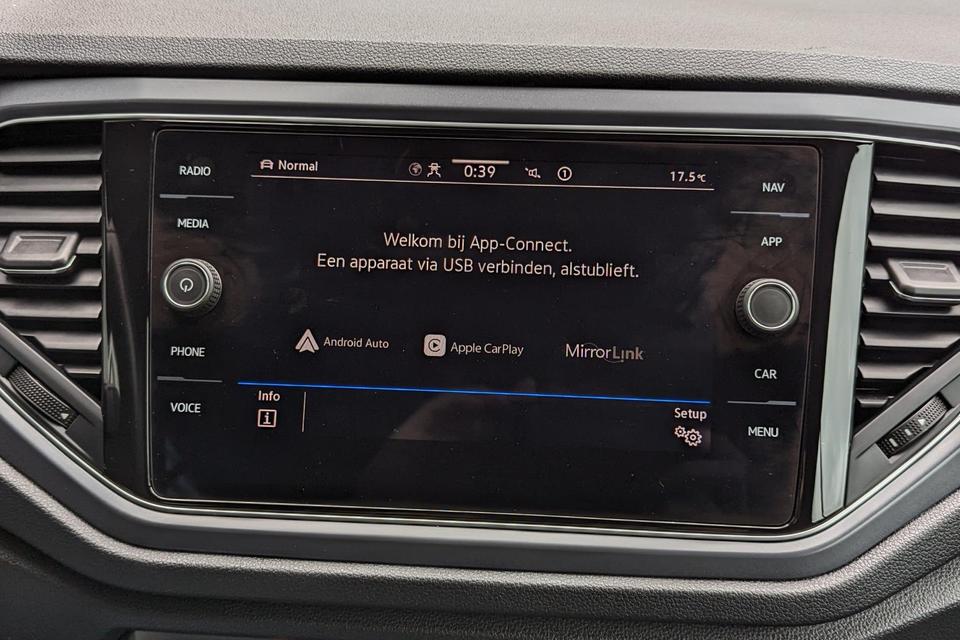 RADIO
MEDIA
PHONE
VOICE
Normal
0:39
1
17.5°C
Welkom bij App-Connect.
Een apparaat via USB verbinden, alstublieft.
Android Auto
Apple CarPlay
MirrorLink
Info
Setup
NAV
APP
CAR
MENU